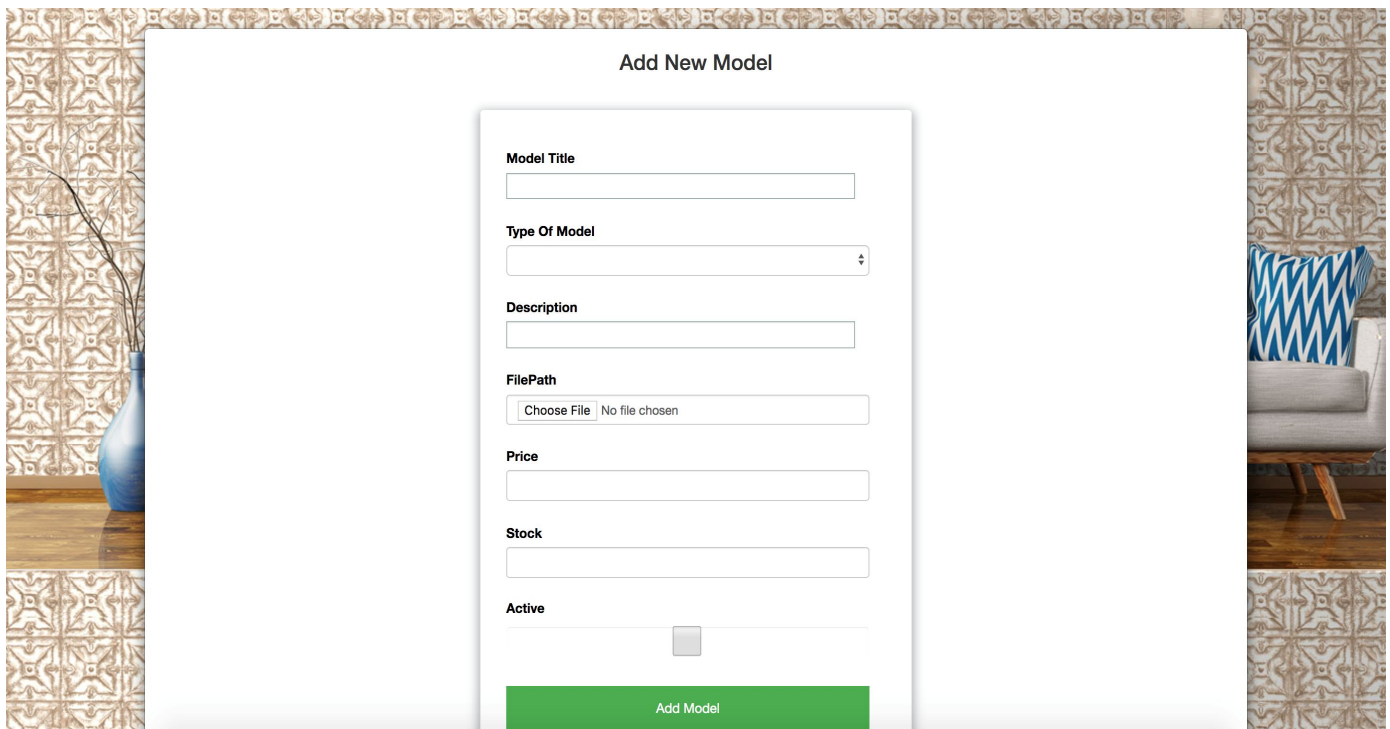 Add New Model
Model Title
Type Of Model
Description
FilePath
Choose File No file chosen
Price
Stock
Active
Add Model